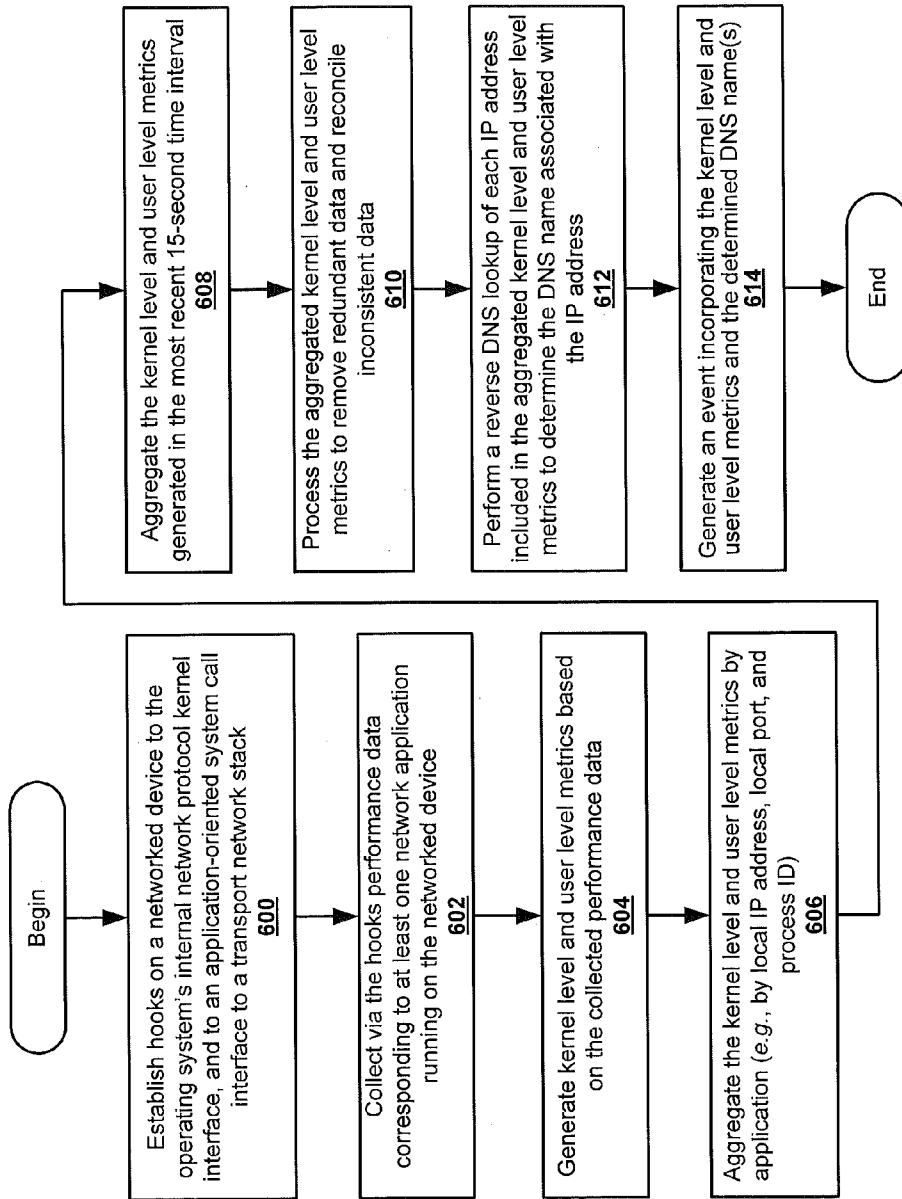 Begin
Establish hooks on a networked device to the
operating system's internal network protocol kernel
interface, and to an application-oriented system call
interface to a transport network stack
600
Collect via the hooks performance data
corresponding to at least one network application
running on the networked device
602
Generate kernel level and user level metrics based
on the collected performance data
604
Aggregate the kernel level and user level metrics by
application (e.g., by local IP address, local port, and
process ID)
606
Aggregate the kernel level and user level metrics
generated in the most recent 15-second time interval
608
Process the aggregated kernel level and user level
metrics to remove redundant data and reconcile
inconsistent data
610
Perform a reverse DNS lookup of each IP address
included in the aggregated kernel level and user level
metrics to determine the DNS name associated with
the IP address
612
Generate an event incorporating the kernel level and
user level metrics and the determined DNS name(s)
614
End